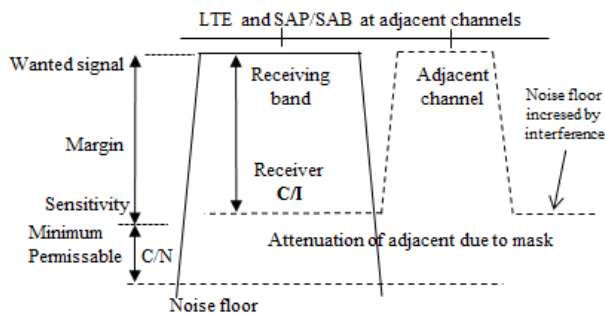 LTE and SAP/SAB at adjacent channels
Wanted signal
Receiving
band
Adjacent
channel
Noise floor
incresed by
interference
Margin
Receiver
C/I
Sensitivity
Minimum
Permissable
C/N
Attenuation of adjacent due to mask
Noise floor